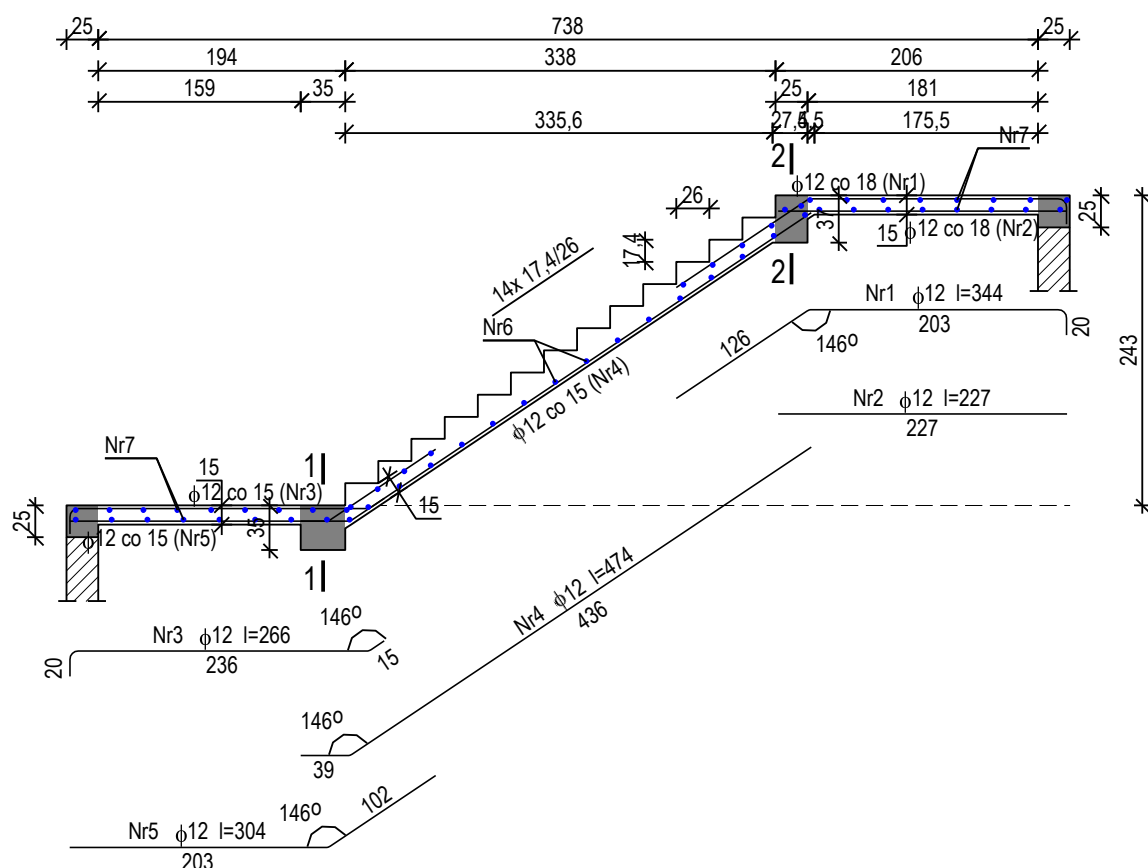 25
738
25
194
338
206
159
35
25
181
335,6
27,5
175,5
Nr7
2
ϕ12 co 18 (Nr1)
26
37
25
15
ϕ12 co 18 (Nr2)
17,4
2
14x 17,4/26
Nr1 ϕ12 l=344
203
20
126
146º
243
Nr6
ϕ12 co 15 (Nr4)
Nr2 ϕ12 l=227
227
Nr7
15
1
ϕ12 co 15 (Nr3)
15
25
35
ϕ12 co 15 (Nr5)
1
Nr4 ϕ12 l=474
436
146º
Nr3 ϕ12 l=266
236
20
15
146º
39
102
146º
Nr5 ϕ12 l=304
203